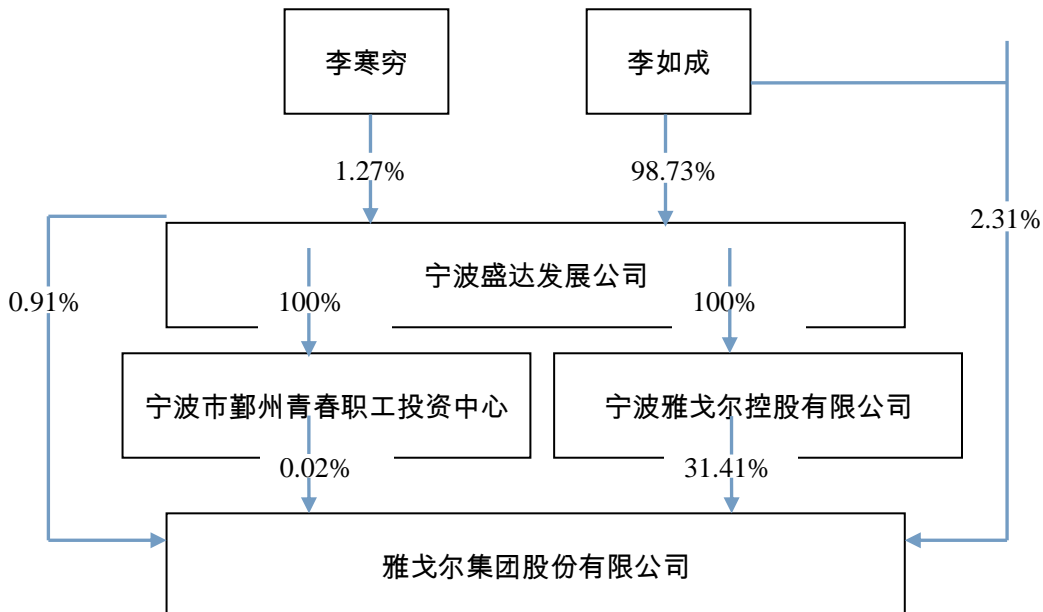 李寒穷
李如成
1.27%
98.73%
2.31%
宁波盛达发展公司
0.91%
100%
100%
宁波市鄞州青春职工投资中心
宁波雅戈尔控股有限公司
0.02%
31.41%
雅戈尔集团股份有限公司